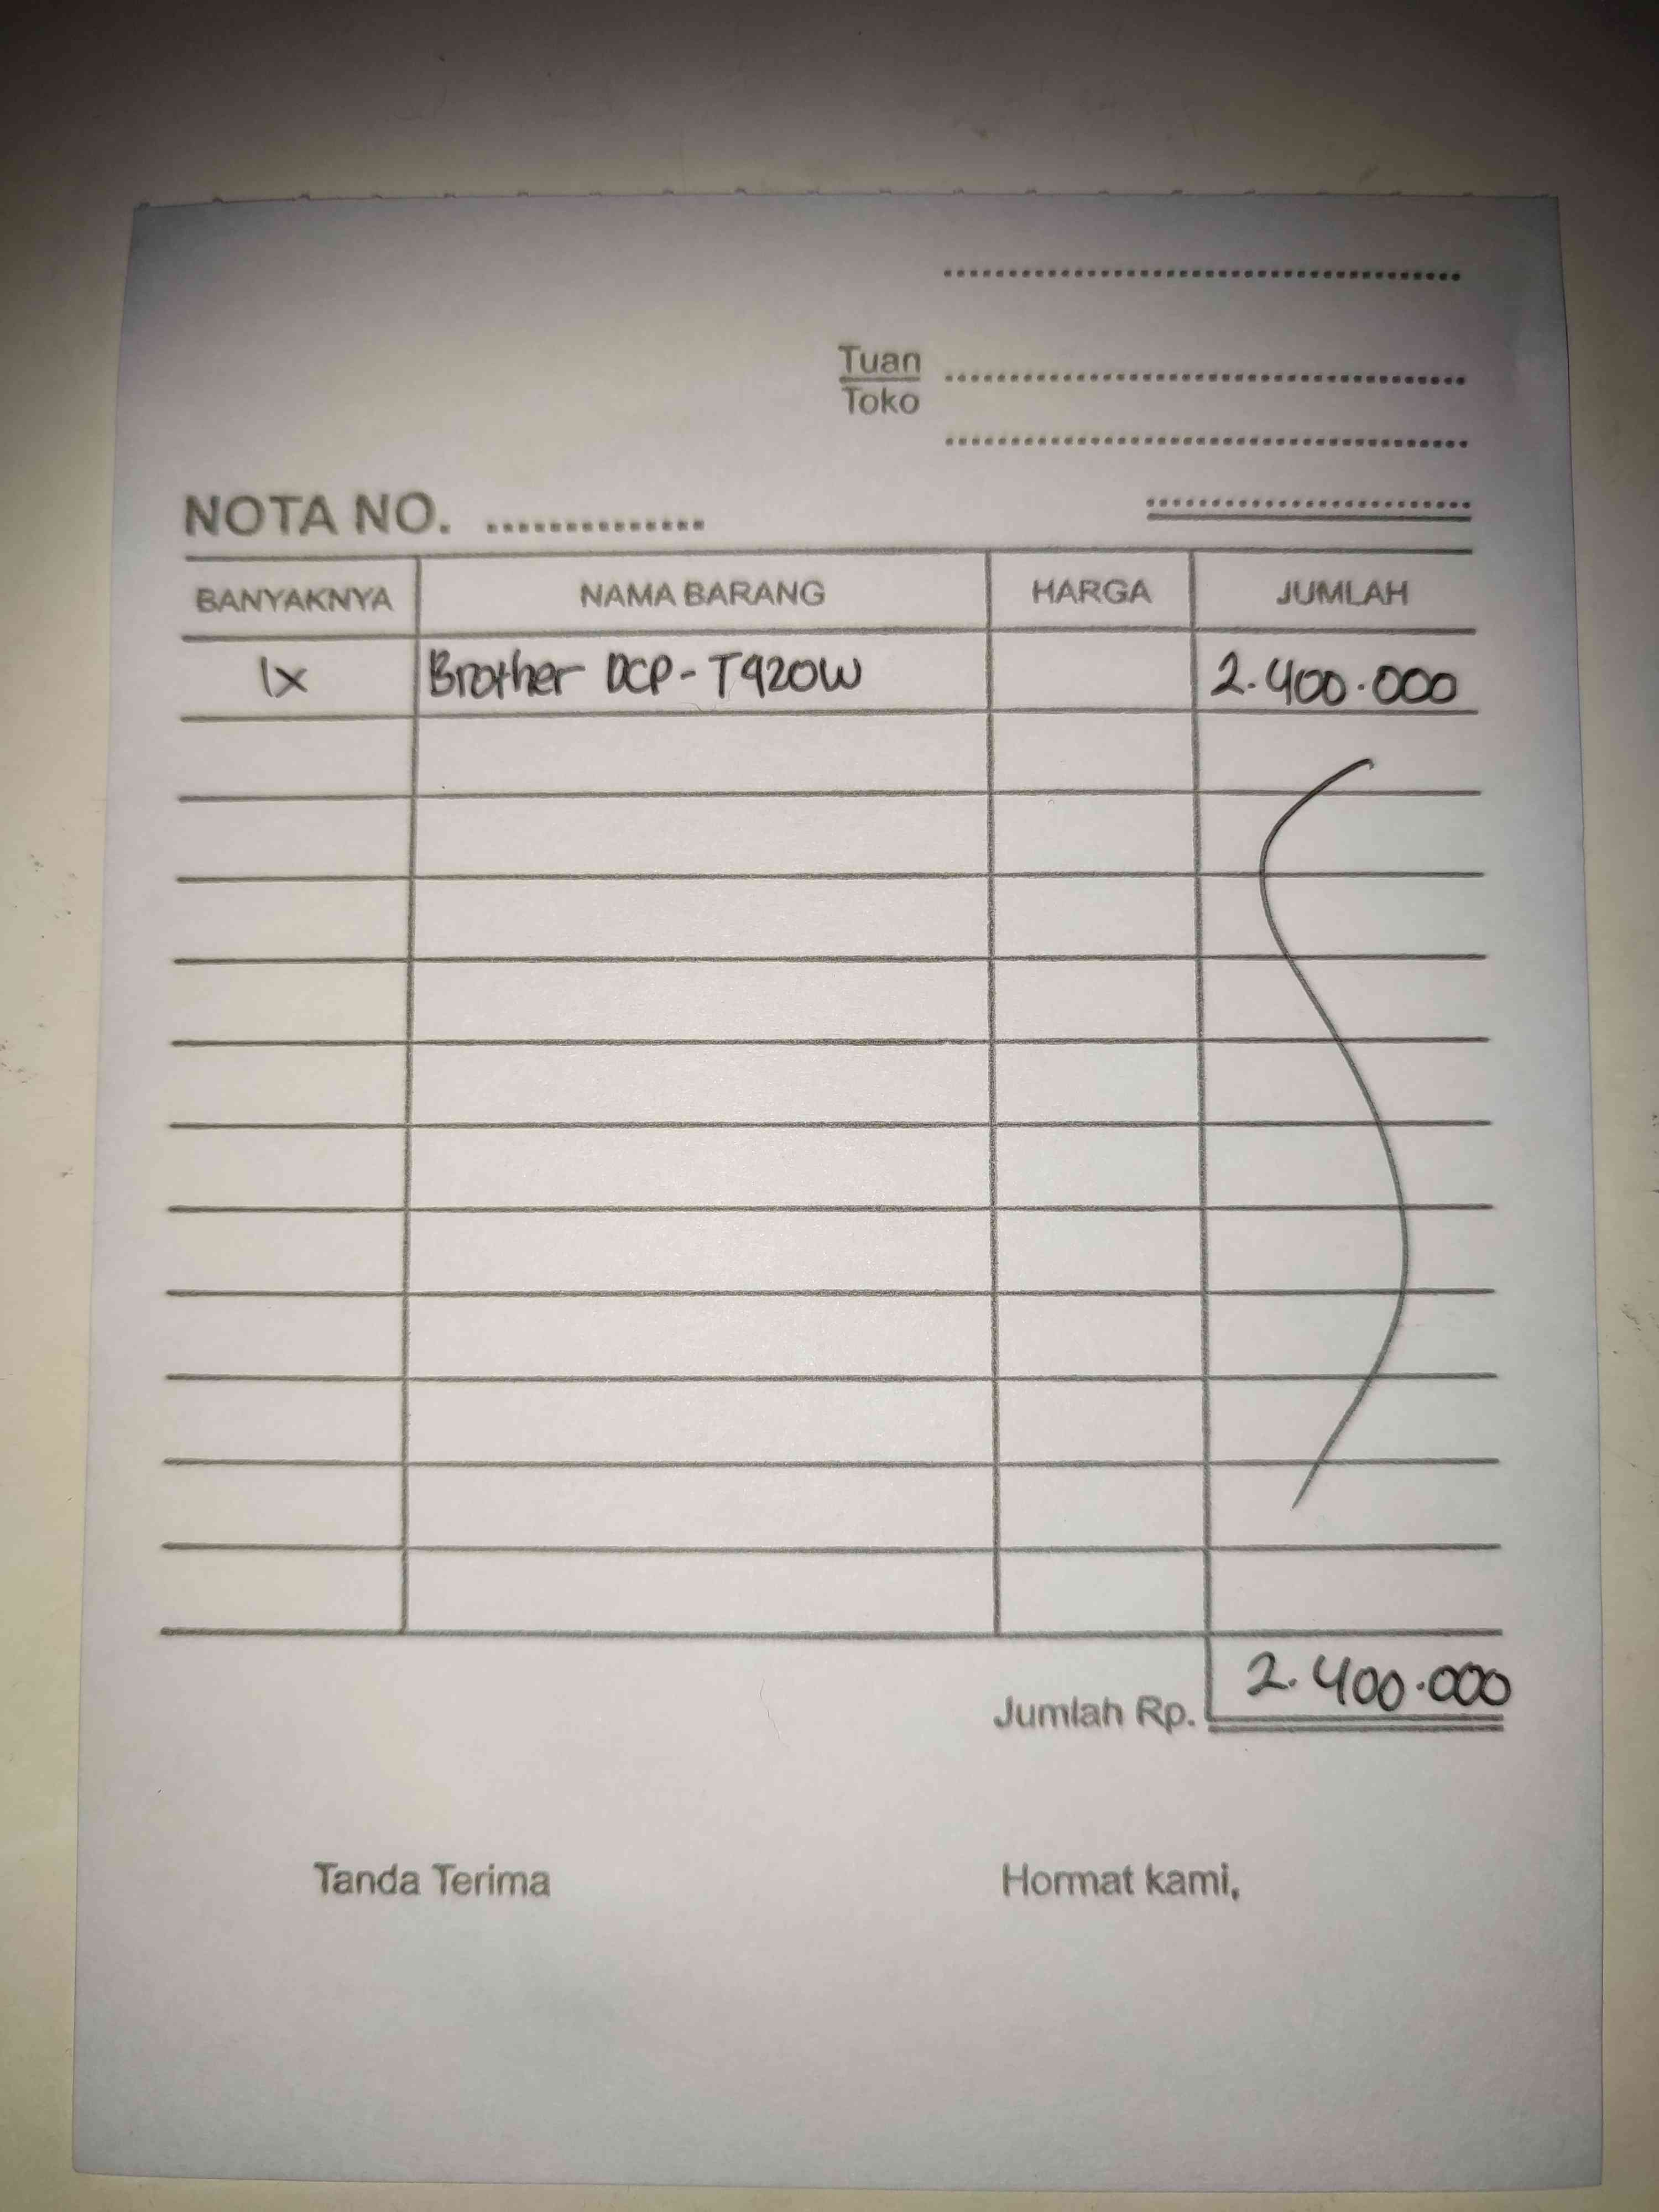 Tuan
Toko
NOTA NO.
BANYAKNYA NAMA BARANG HARGA JUMLAH
1x Brother DCP-T920W 2.400.000
Jumlah Rp. 2.400.000
Tanda Terima Hormat kami,